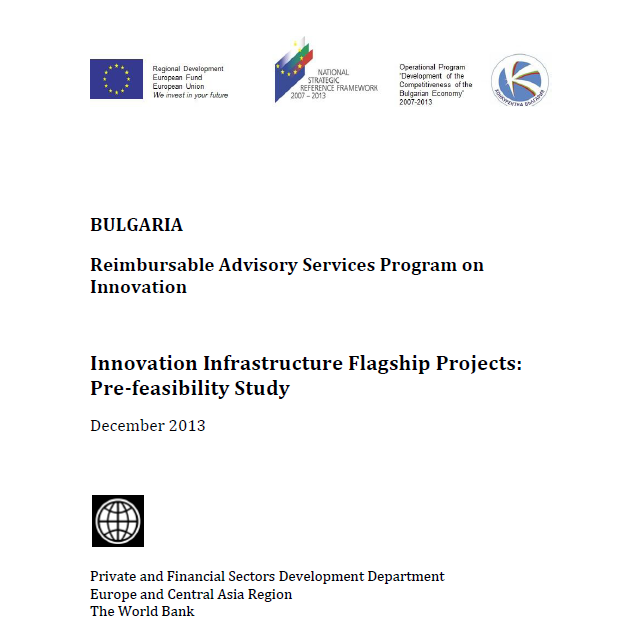 Regional Development
European Fund
European Union
We invest in your future
NATIONAL
STRATEGIC
REFERENCE FRAMEWORK
2007 – 2013
Operational Program
"Development of the
Competitiveness of the
Bulgarian Economy"
2007-2013
BULGARIA
Reimbursable Advisory Services Program on
Innovation
Innovation Infrastructure Flagship Projects:
Pre-feasibility Study
December 2013
Private and Financial Sectors Development Department
Europe and Central Asia Region
The World Bank